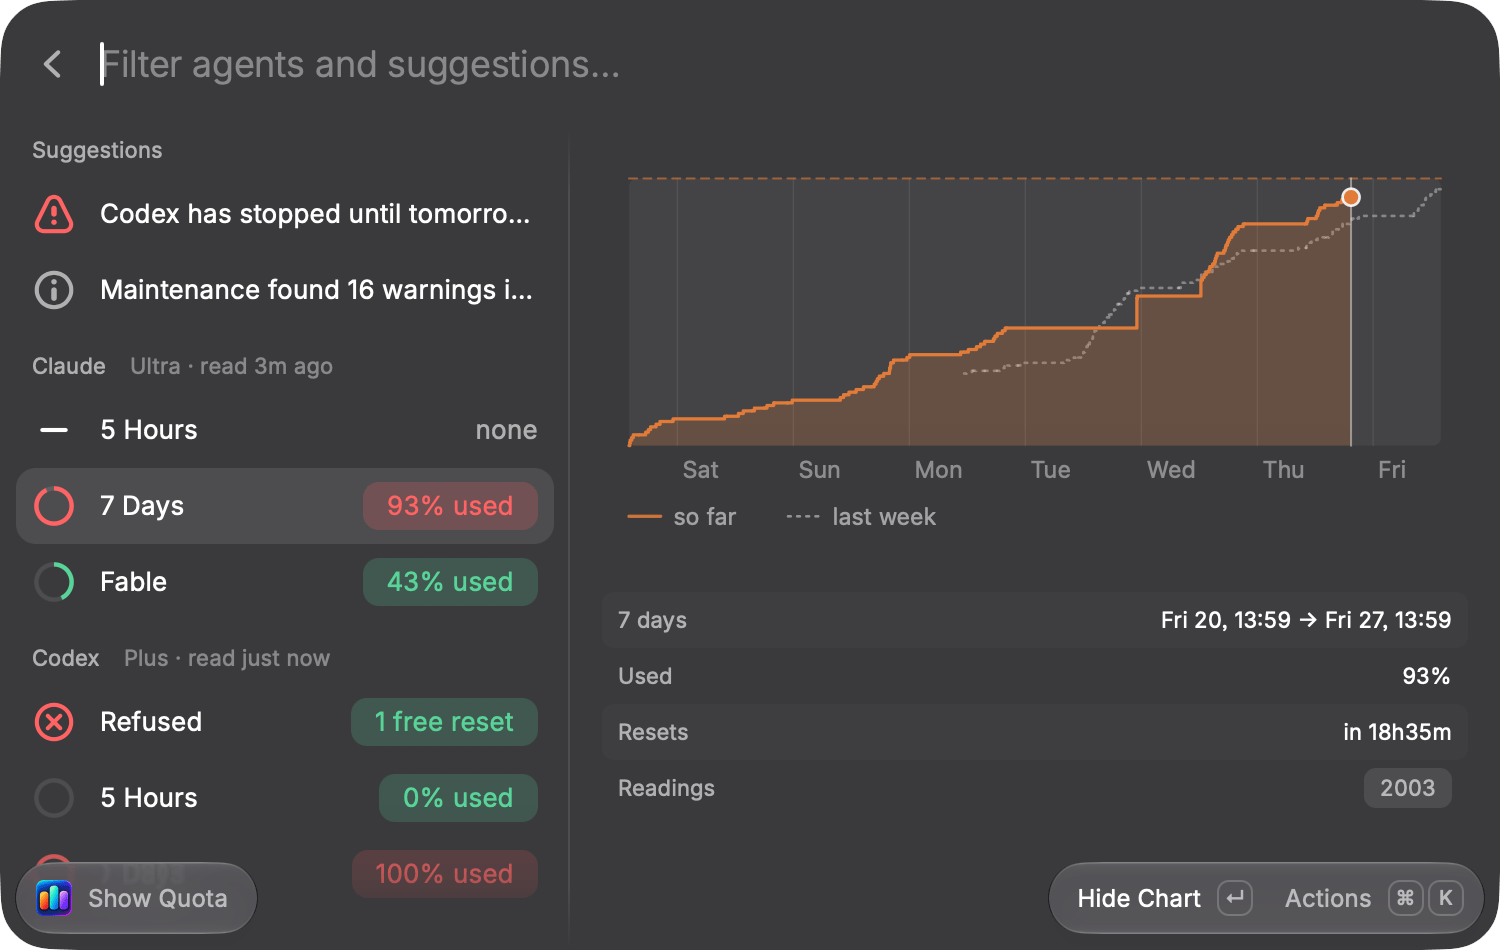 Filter agents and suggestions...
Suggestions
Codex has stopped until tomorro...
Maintenance found 16 warnings i...
Claude Ultra · read 3m ago
5 Hours none
7 Days 93% used
Fable 43% used
Codex Plus · read just now
Refused 1 free reset
5 Hours 0% used
7 Days 100% used
Show Quota
Sat Sun Mon Tue Wed Thu Fri
so far last week
7 days Fri 20, 13:59 → Fri 27, 13:59
Used 93%
Resets in 18h35m
Readings 2003
Hide Chart ↵ Actions ⌘ K